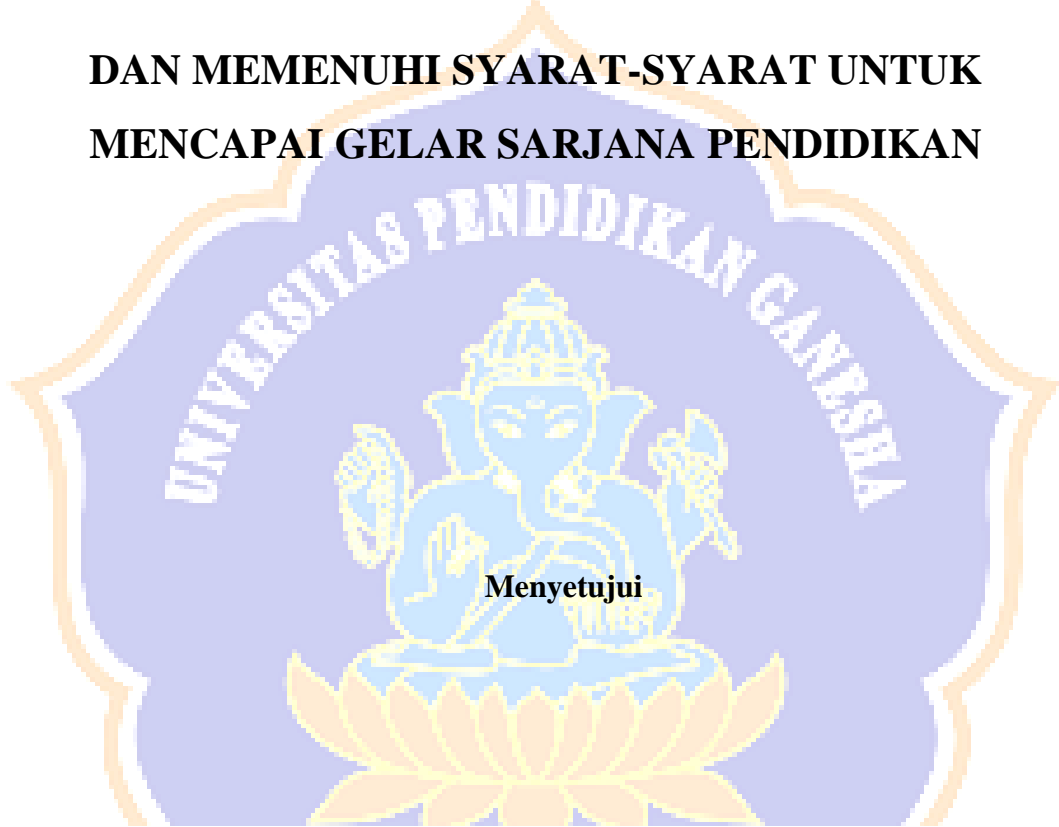 DAN MEMENUHI SYARAT-SYARAT UNTUK
MENCAPAI GELAR SARJANA PENDIDIKAN
UNIVERSITAS PENDIDIKAN GANESHA
Menyetujui